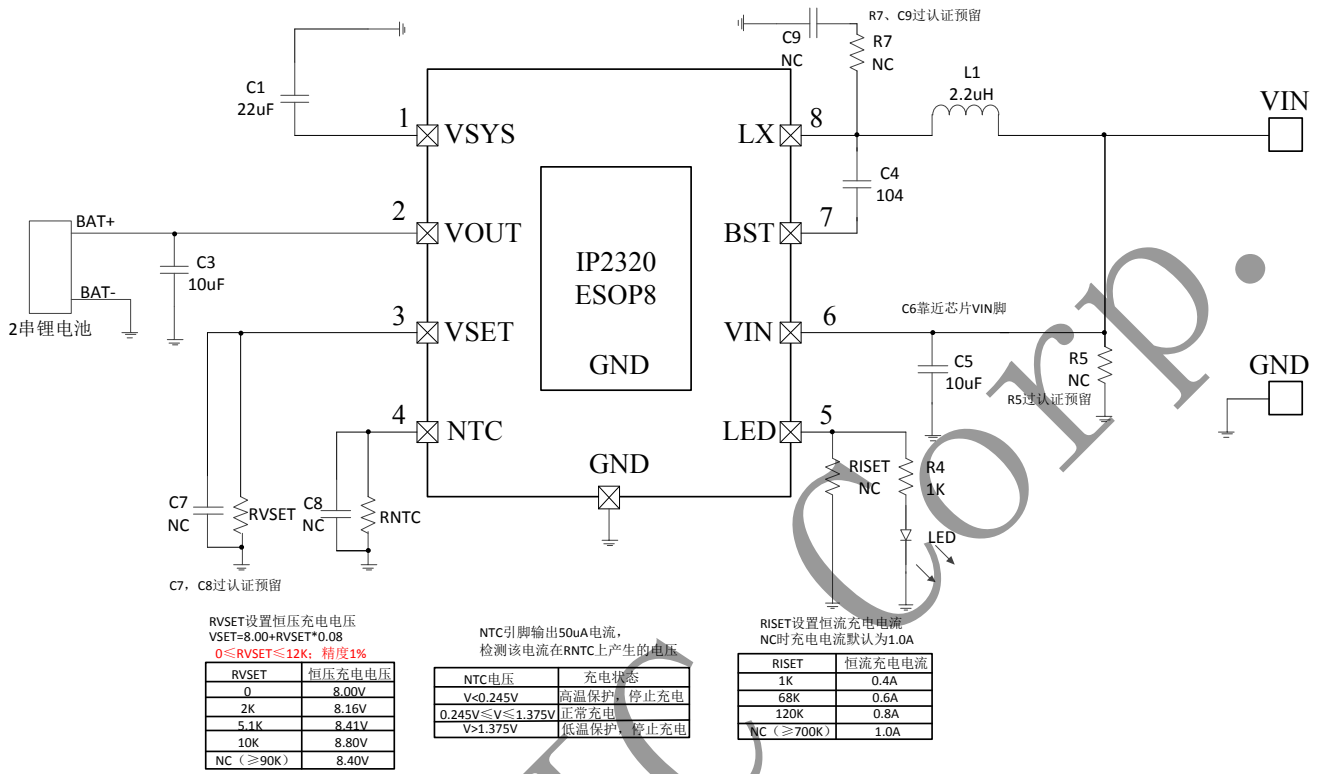 R7、C9过认证预留
C9
NC
R7
NC
C1
22uF
L1
2.2uH
VIN
1
VSYS
LX
8
C4
104
BAT+
2
VOUT
BST
7
C3
10uF
IP2320
ESOP8
BAT-
2串锂电池
3
VSET
VIN
6
C6靠近芯片VIN脚
GND
C5
10uF
R5
NC
R5过认证预留
GND
4
NTC
LED
5
GND
RISET
NC
R4
1K
C7
NC
RVSET
C8
NC
RNTC
LED
C7，C8过认证预留
Corp.
RVSET设置恒压充电电压
VSET=8.00+RVSET*0.08
0≤RVSET≤12K；精度1%
RVSET 恒压充电电压
0 8.00V
2K 8.16V
5.1K 8.41V
10K 8.80V
NC（≥90K） 8.40V
NTC引脚输出50uA电流，
检测该电流在RNTC上产生的电压
NTC电压 充电状态
V<0.245V 高温保护，停止充电
0.245V≤V≤1.375V 正常充电
V>1.375V 低温保护，停止充电
RISET设置恒流充电电流
NC时充电电流默认为1.0A
RISET 恒流充电电流
1K 0.4A
68K 0.6A
120K 0.8A
NC（≥700K） 1.0A